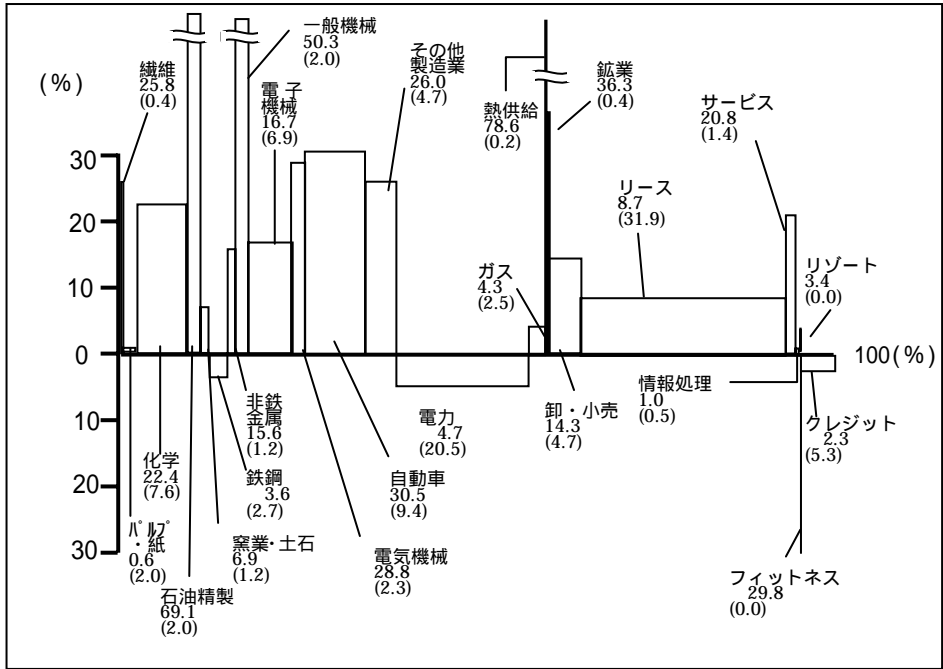 一般機械
50.3
(2.0)
その他
製造業
26.0
(4.7)
繊維
25.8
(0.4)
(%)
電子
機械
16.7
(6.9)
熱供給
78.6
(0.2)
鉱業
36.3
(0.4)
サービス
20.8
(1.4)
リース
8.7
(31.9)
ガス
4.3
(2.5)
リゾート
3.4
(0.0)
30
20
10
0
10
20
30
100(%)
化学
22.4
(7.6)
パルプ
・紙
0.6
(2.0)
石油精製
69.1
(2.0)
窯業・土石
6.9
(1.2)
鉄鋼
3.6
(2.7)
非鉄
金属
15.6
(1.2)
電気機械
28.8
(2.3)
自動車
30.5
(9.4)
電力
4.7
(20.5)
卸・小売
14.3
(4.7)
情報処理
1.0
(0.5)
クレジット
2.3
(5.3)
フィットネス
29.8
(0.0)